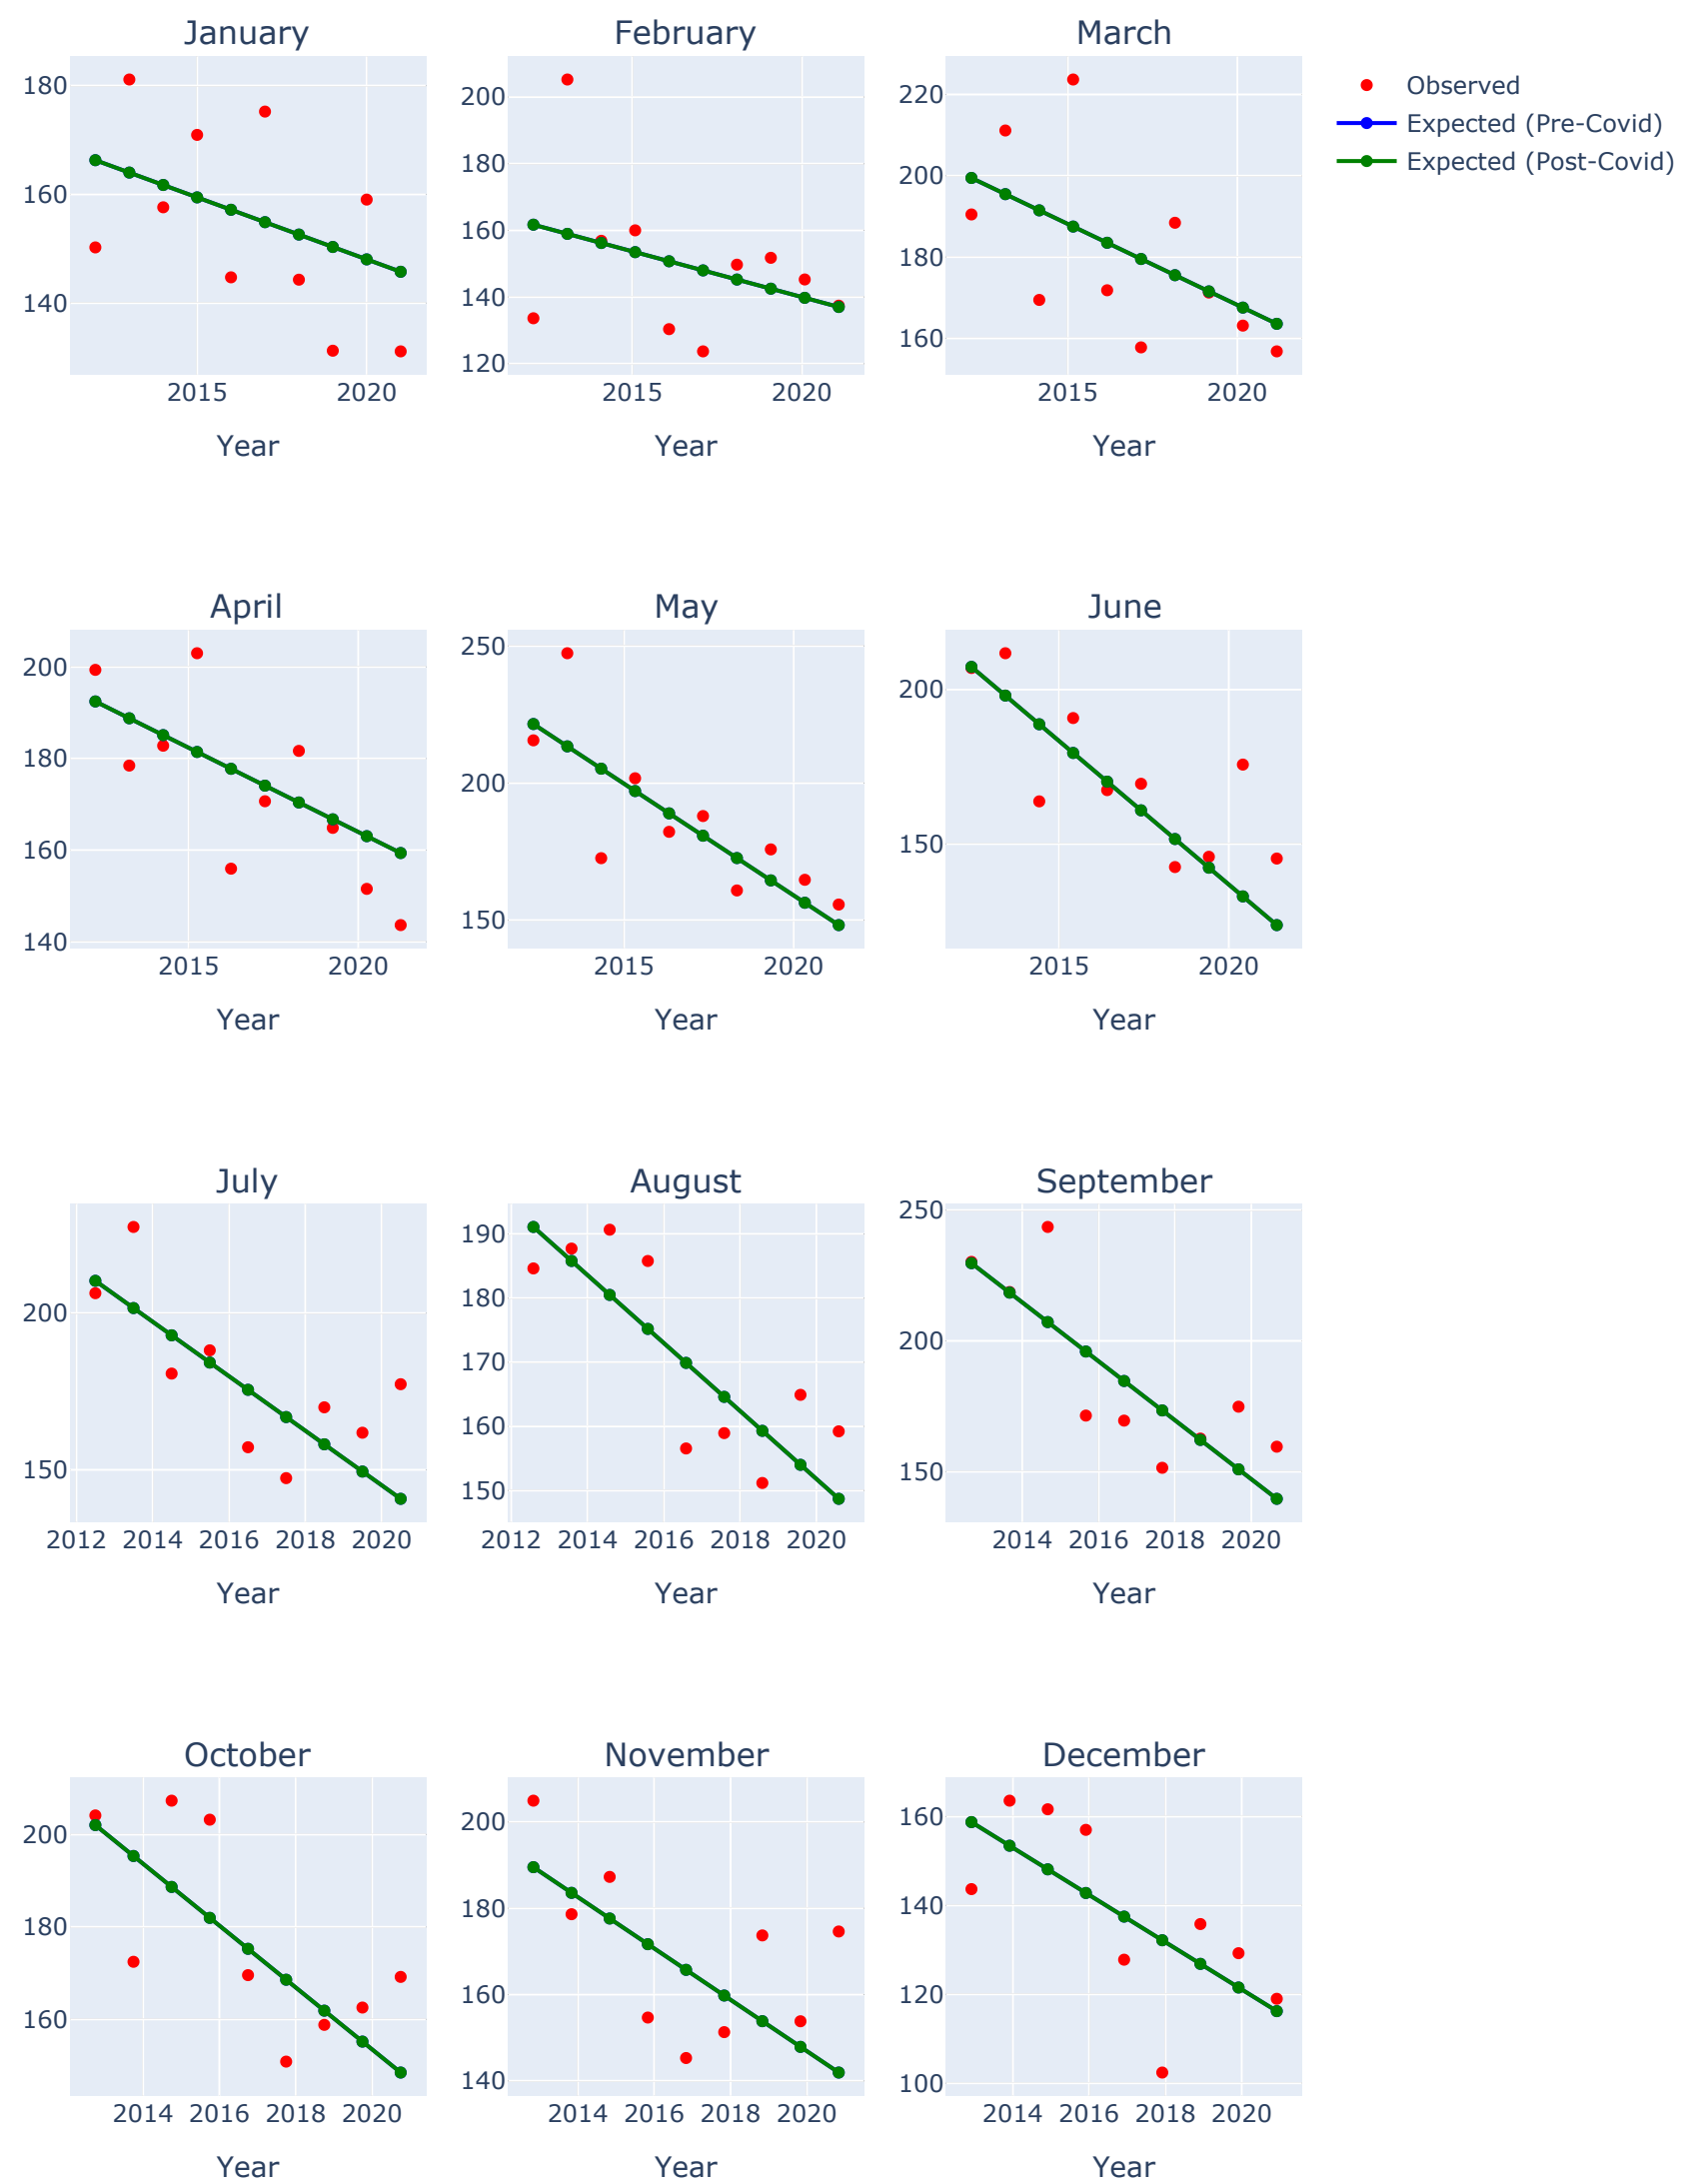 January
February
March
180
160
140
2015
2020
Year
200
180
160
140
120
2015
2020
Year
220
200
180
160
2015
2020
Year
Observed
Expected (Pre-Covid)
Expected (Post-Covid)
April
May
June
200
180
160
140
2015
2020
Year
250
200
150
2015
2020
Year
200
150
2015
2020
Year
July
August
September
200
150
2012 2014 2016 2018 2020
Year
190
180
170
160
150
2012 2014 2016 2018 2020
Year
250
200
150
2014 2016 2018 2020
Year
October
November
December
200
180
160
2014 2016 2018 2020
Year
200
180
160
140
2014 2016 2018 2020
Year
160
140
120
100
2014 2016 2018 2020
Year